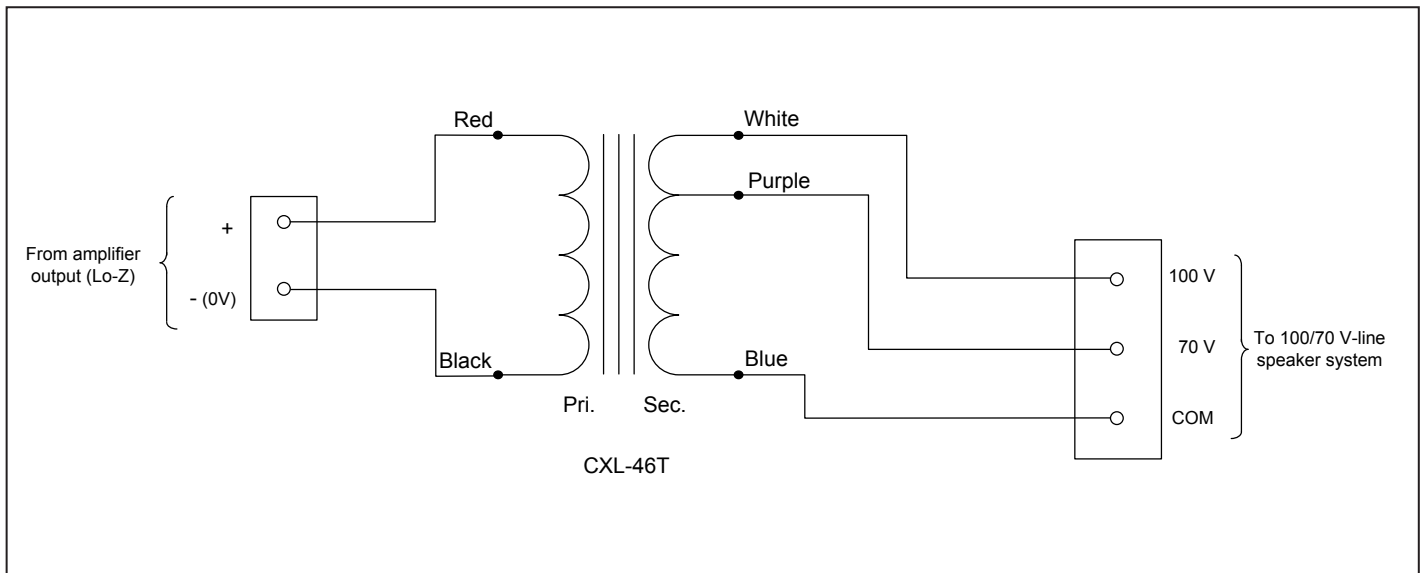 Red
White
Purple
+
From amplifier
output (Lo-Z)
- (0V)
100 V
70 V
To 100/70 V-line
speaker system
Black
Blue
COM
Pri.
Sec.
CXL-46T